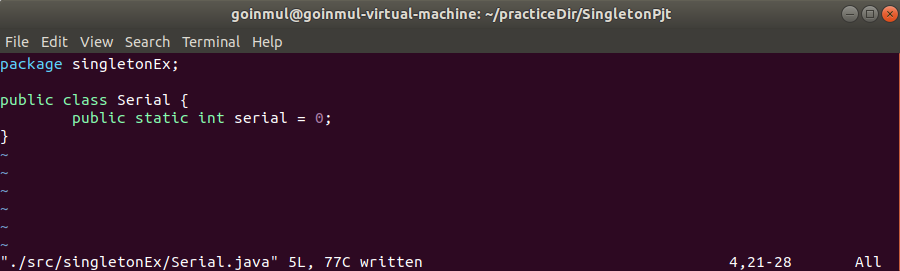 goinmul@goinmul-virtual-machine: ~/practiceDir/SingletonPjt
File Edit View Search Terminal Help
package singletonEx;
public class Serial {
        public static int serial = 0;
}
~
~
~
~
~
~
"./src/singletonEx/Serial.java" 5L, 77C written 4,21-28 All